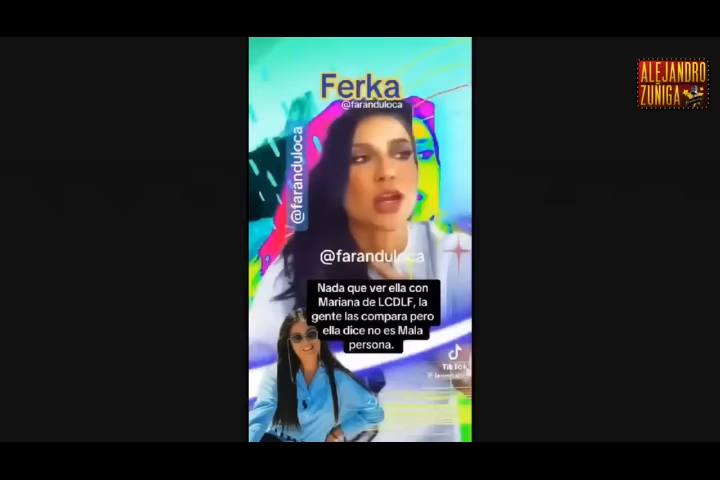 ALEJANDRO
ZUÑIGA
Ferka
@faranduloca
@faranduloca
@faranduloca
Nada que ver ella con
Mariana de LCDLF, la
gente las compara pero
ella dice no es Mala
persona.
TikTok